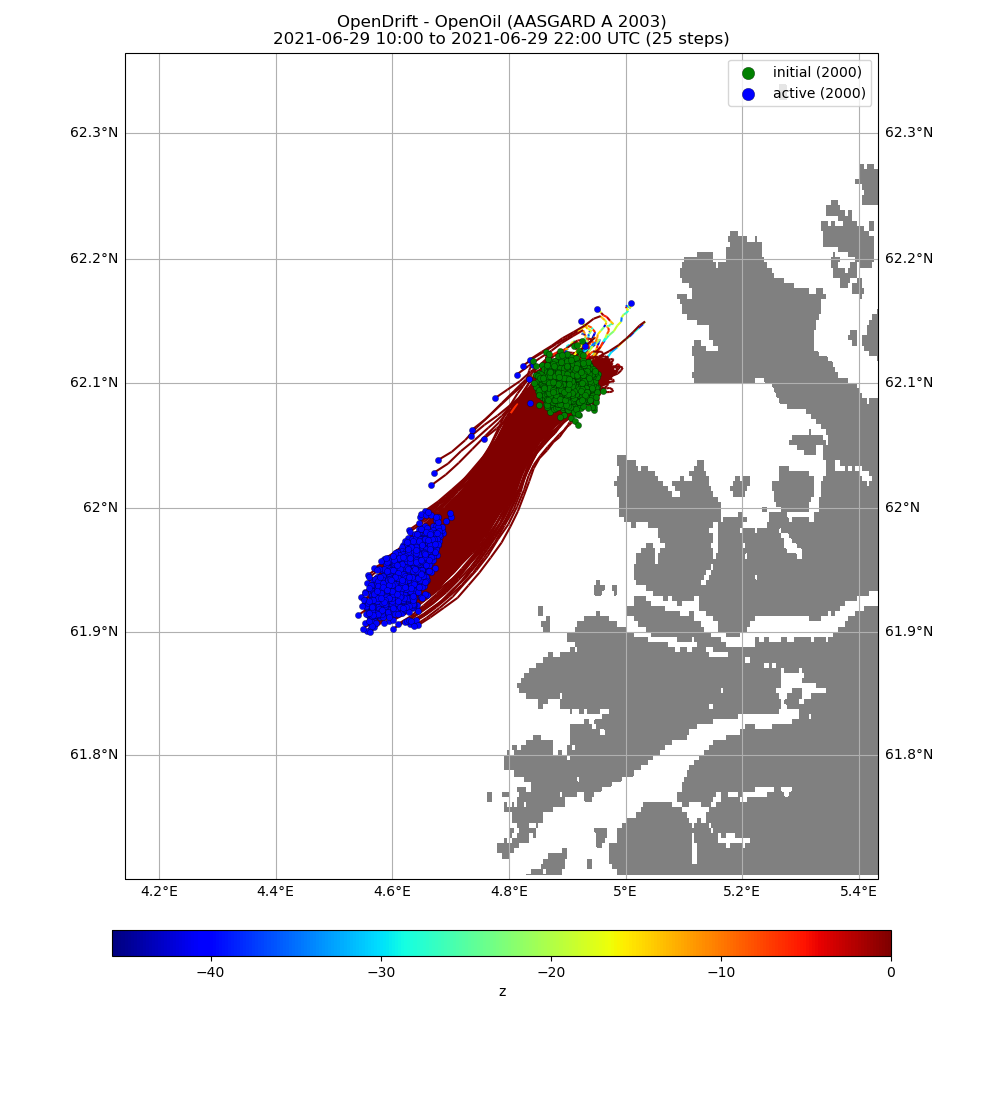 OpenDrift - OpenOil (AASGARD A 2003)
2021-06-29 10:00 to 2021-06-29 22:00 UTC (25 steps)
initial (2000)
active (2000)
62.3°N 62.3°N
62.2°N 62.2°N
62.1°N 62.1°N
62°N 62°N
61.9°N 61.9°N
61.8°N 61.8°N
4.2°E 4.4°E 4.6°E 4.8°E 5°E 5.2°E 5.4°E
−40 −30 −20 −10 0
z